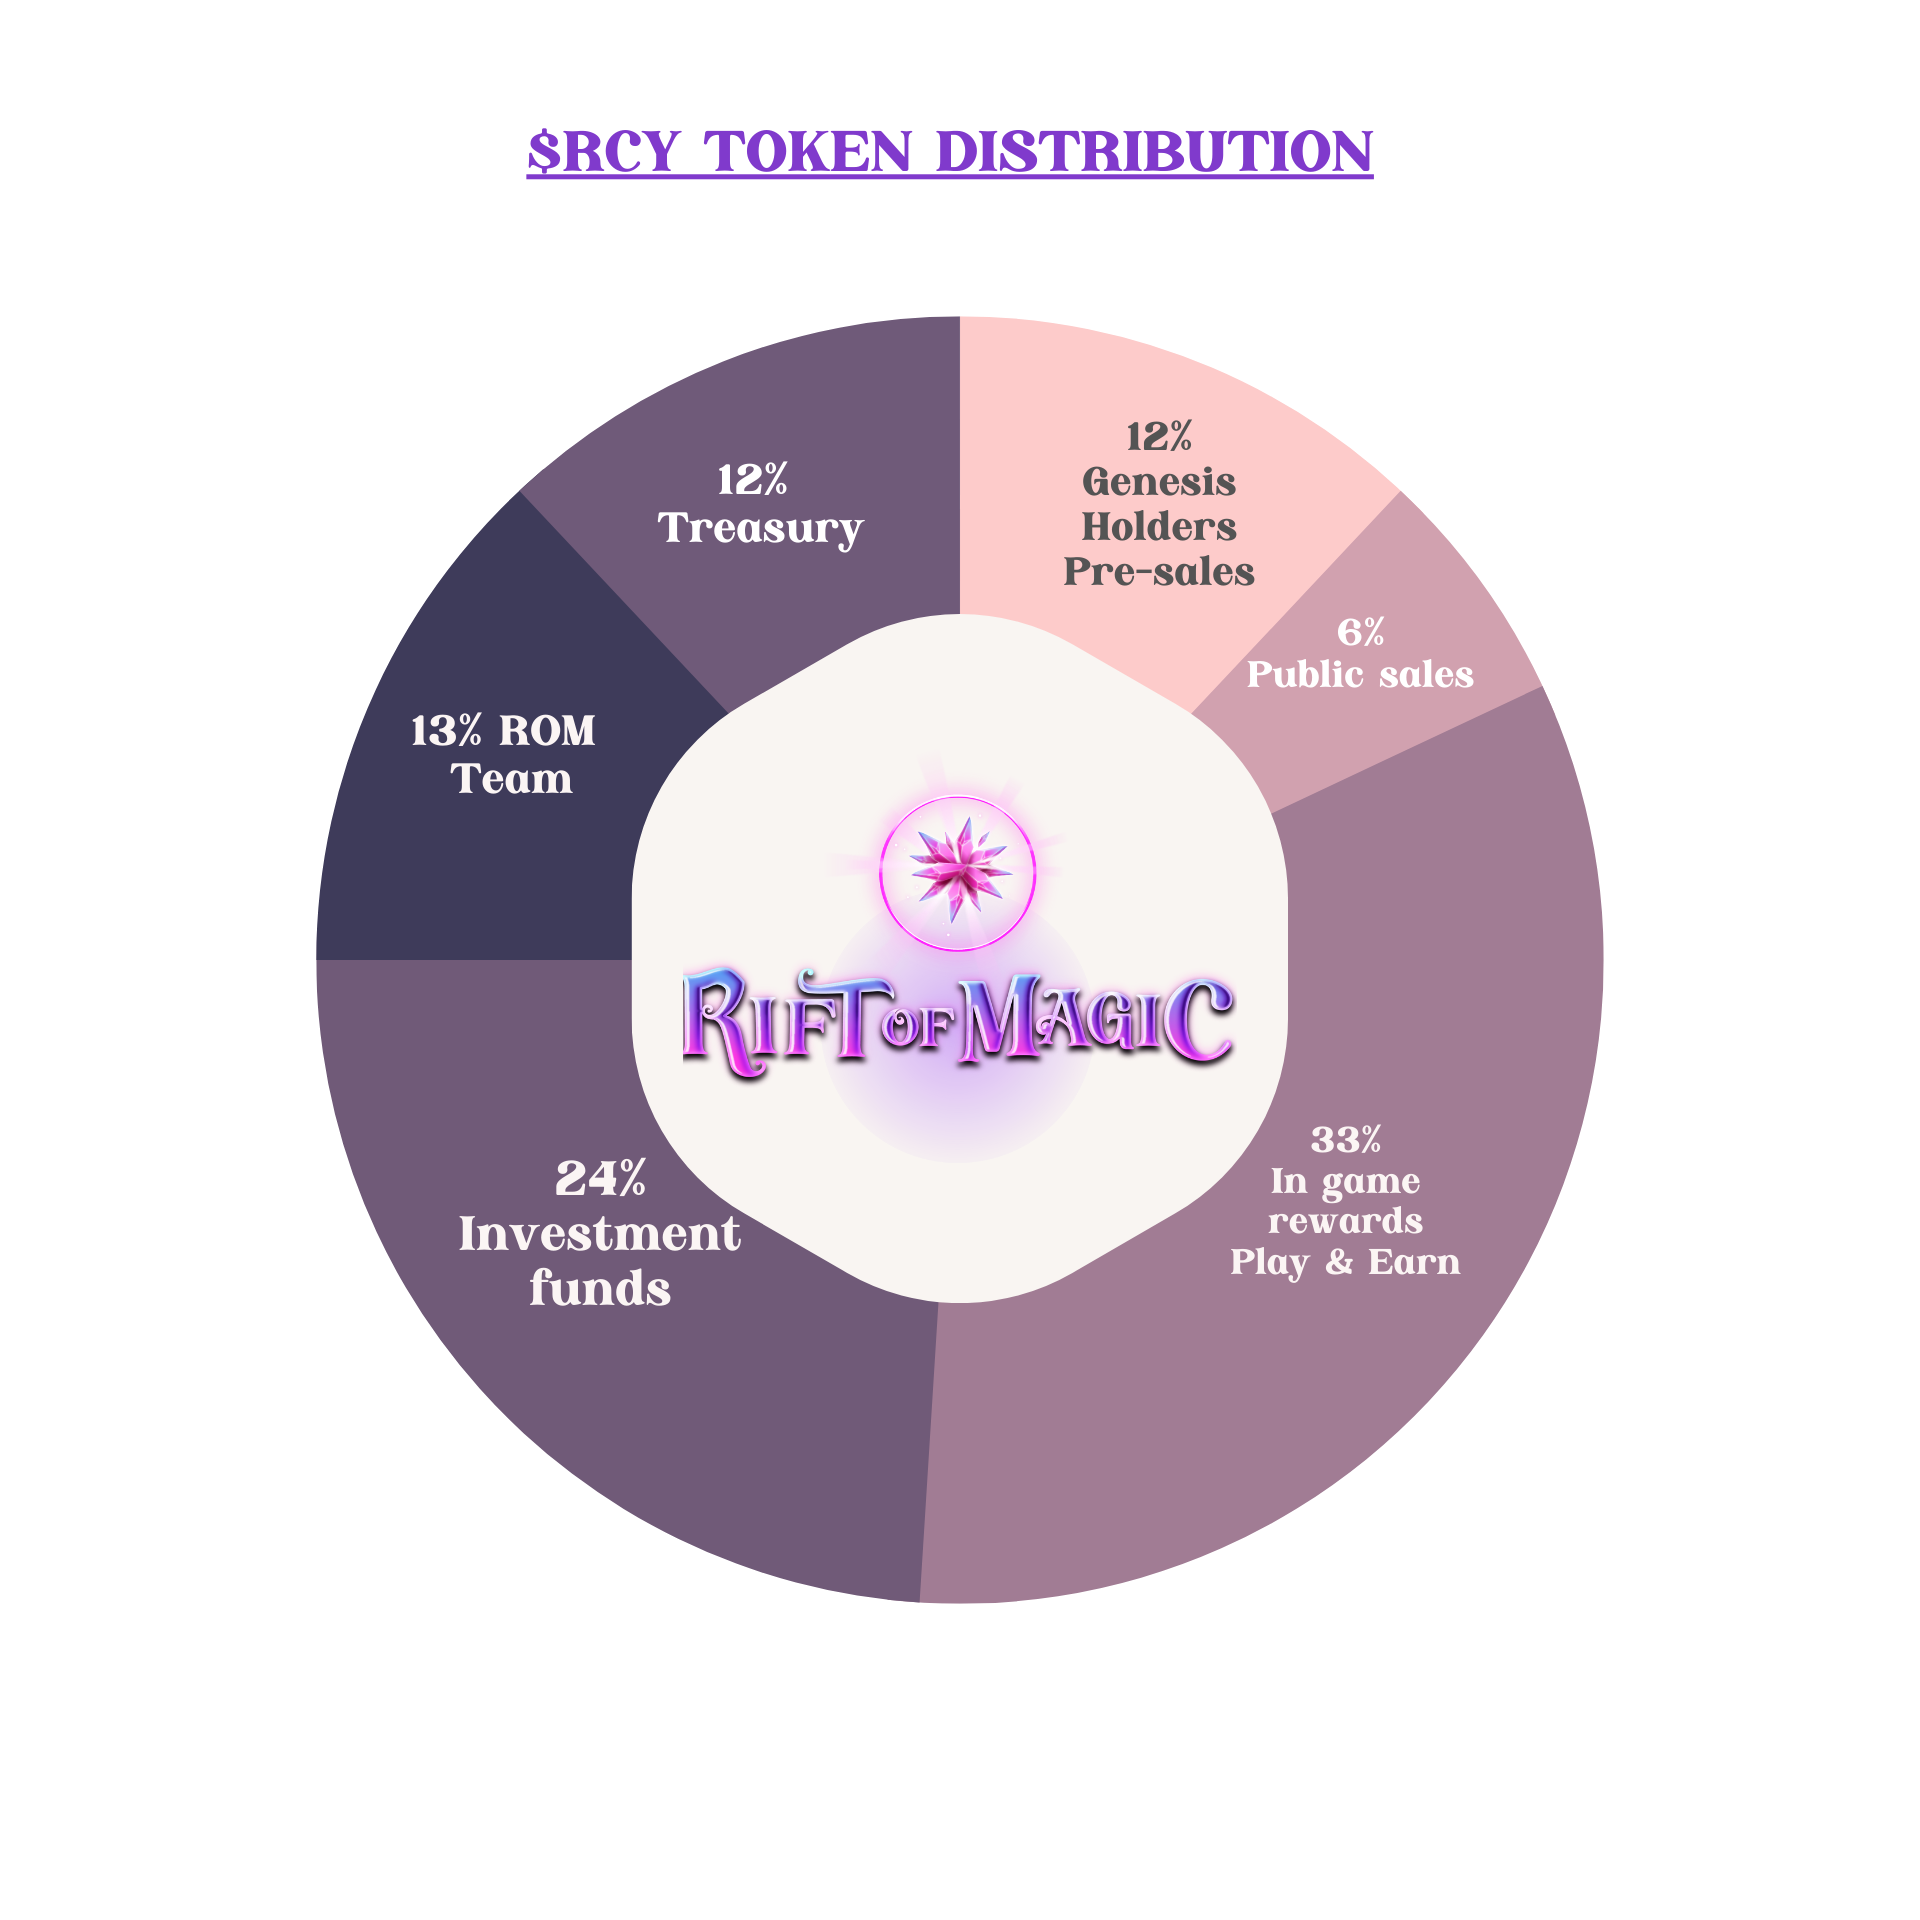 $RCY TOKEN DISTRIBUTION
12%
Genesis
Holders
Pre-sales
6%
Public sales
33%
In game
rewards
Play & Earn
24%
Investment
funds
13% ROM
Team
12%
Treasury
RIFT OF MAGIC